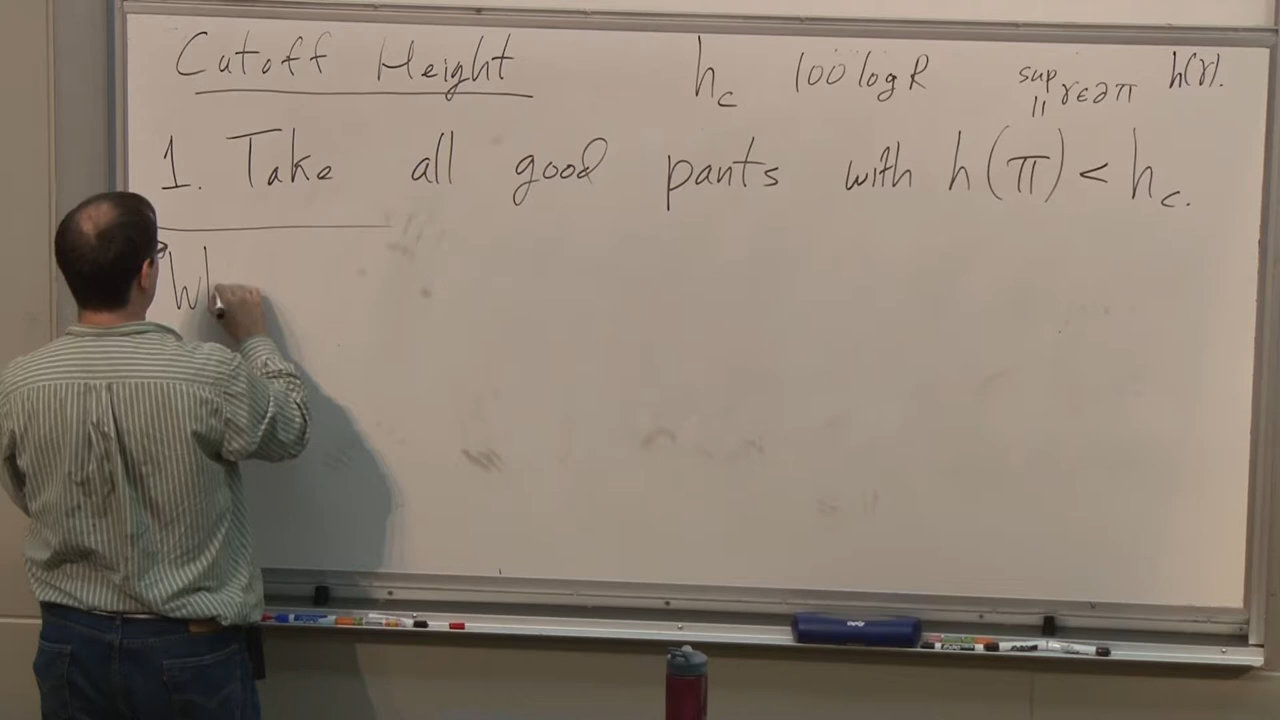 Cutoff Height h_c 100 log R sup_{γ∈∂π} h(γ).
||
1. Take all good pants with h(π) < h_c.
Wh